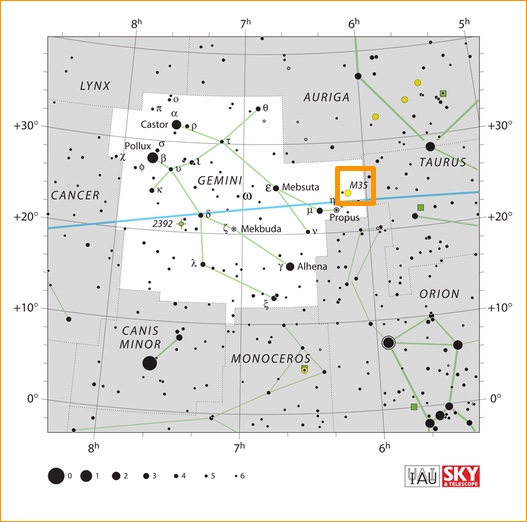 8ʰ 7ʰ 6ʰ 5ʰ
LYNX
AURIGA
π ο θ
α
+30° Castor ρ +30°
τ
Pollux σ
χ β ι TAURUS
φ υ
GEMINI M35
CANCER κ ω ε Mebsuta η
+20° δ μ Propus +20°
2392 ζ Mekbuda ν
λ γ Alhena
ξ ORION
+10° +10°
CANIS
MINOR MONOCEROS
0° 0°
8ʰ 7ʰ 6ʰ
0 1 2 3 4 5 6 IAU SKY
& TELESCOPE